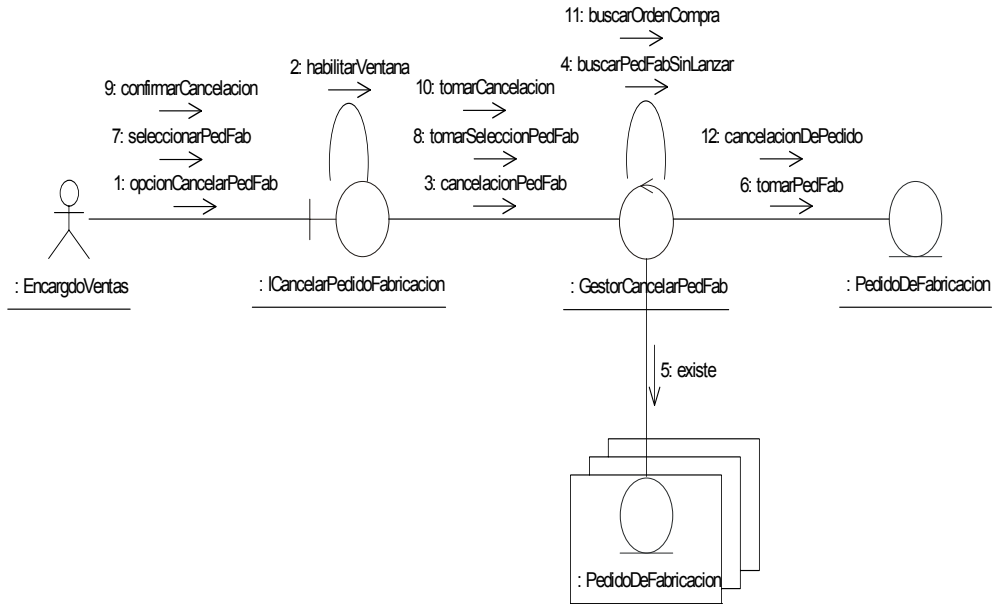 11: buscarOrdenCompra
2: habilitarVentana
4: buscarPedFabSinLanzar
9: confirmarCancelacion
10: tomarCancelacion
7: seleccionarPedFab
8: tomarSeleccionPedFab
12: cancelacionDePedido
1: opcionCancelarPedFab
3: cancelacionPedFab
6: tomarPedFab
: EncargdoVentas
: ICancelarPedidoFabricacion
: GestorCancelarPedFab
: PedidoDeFabricacion
5: existe
: PedidoDeFabricacion